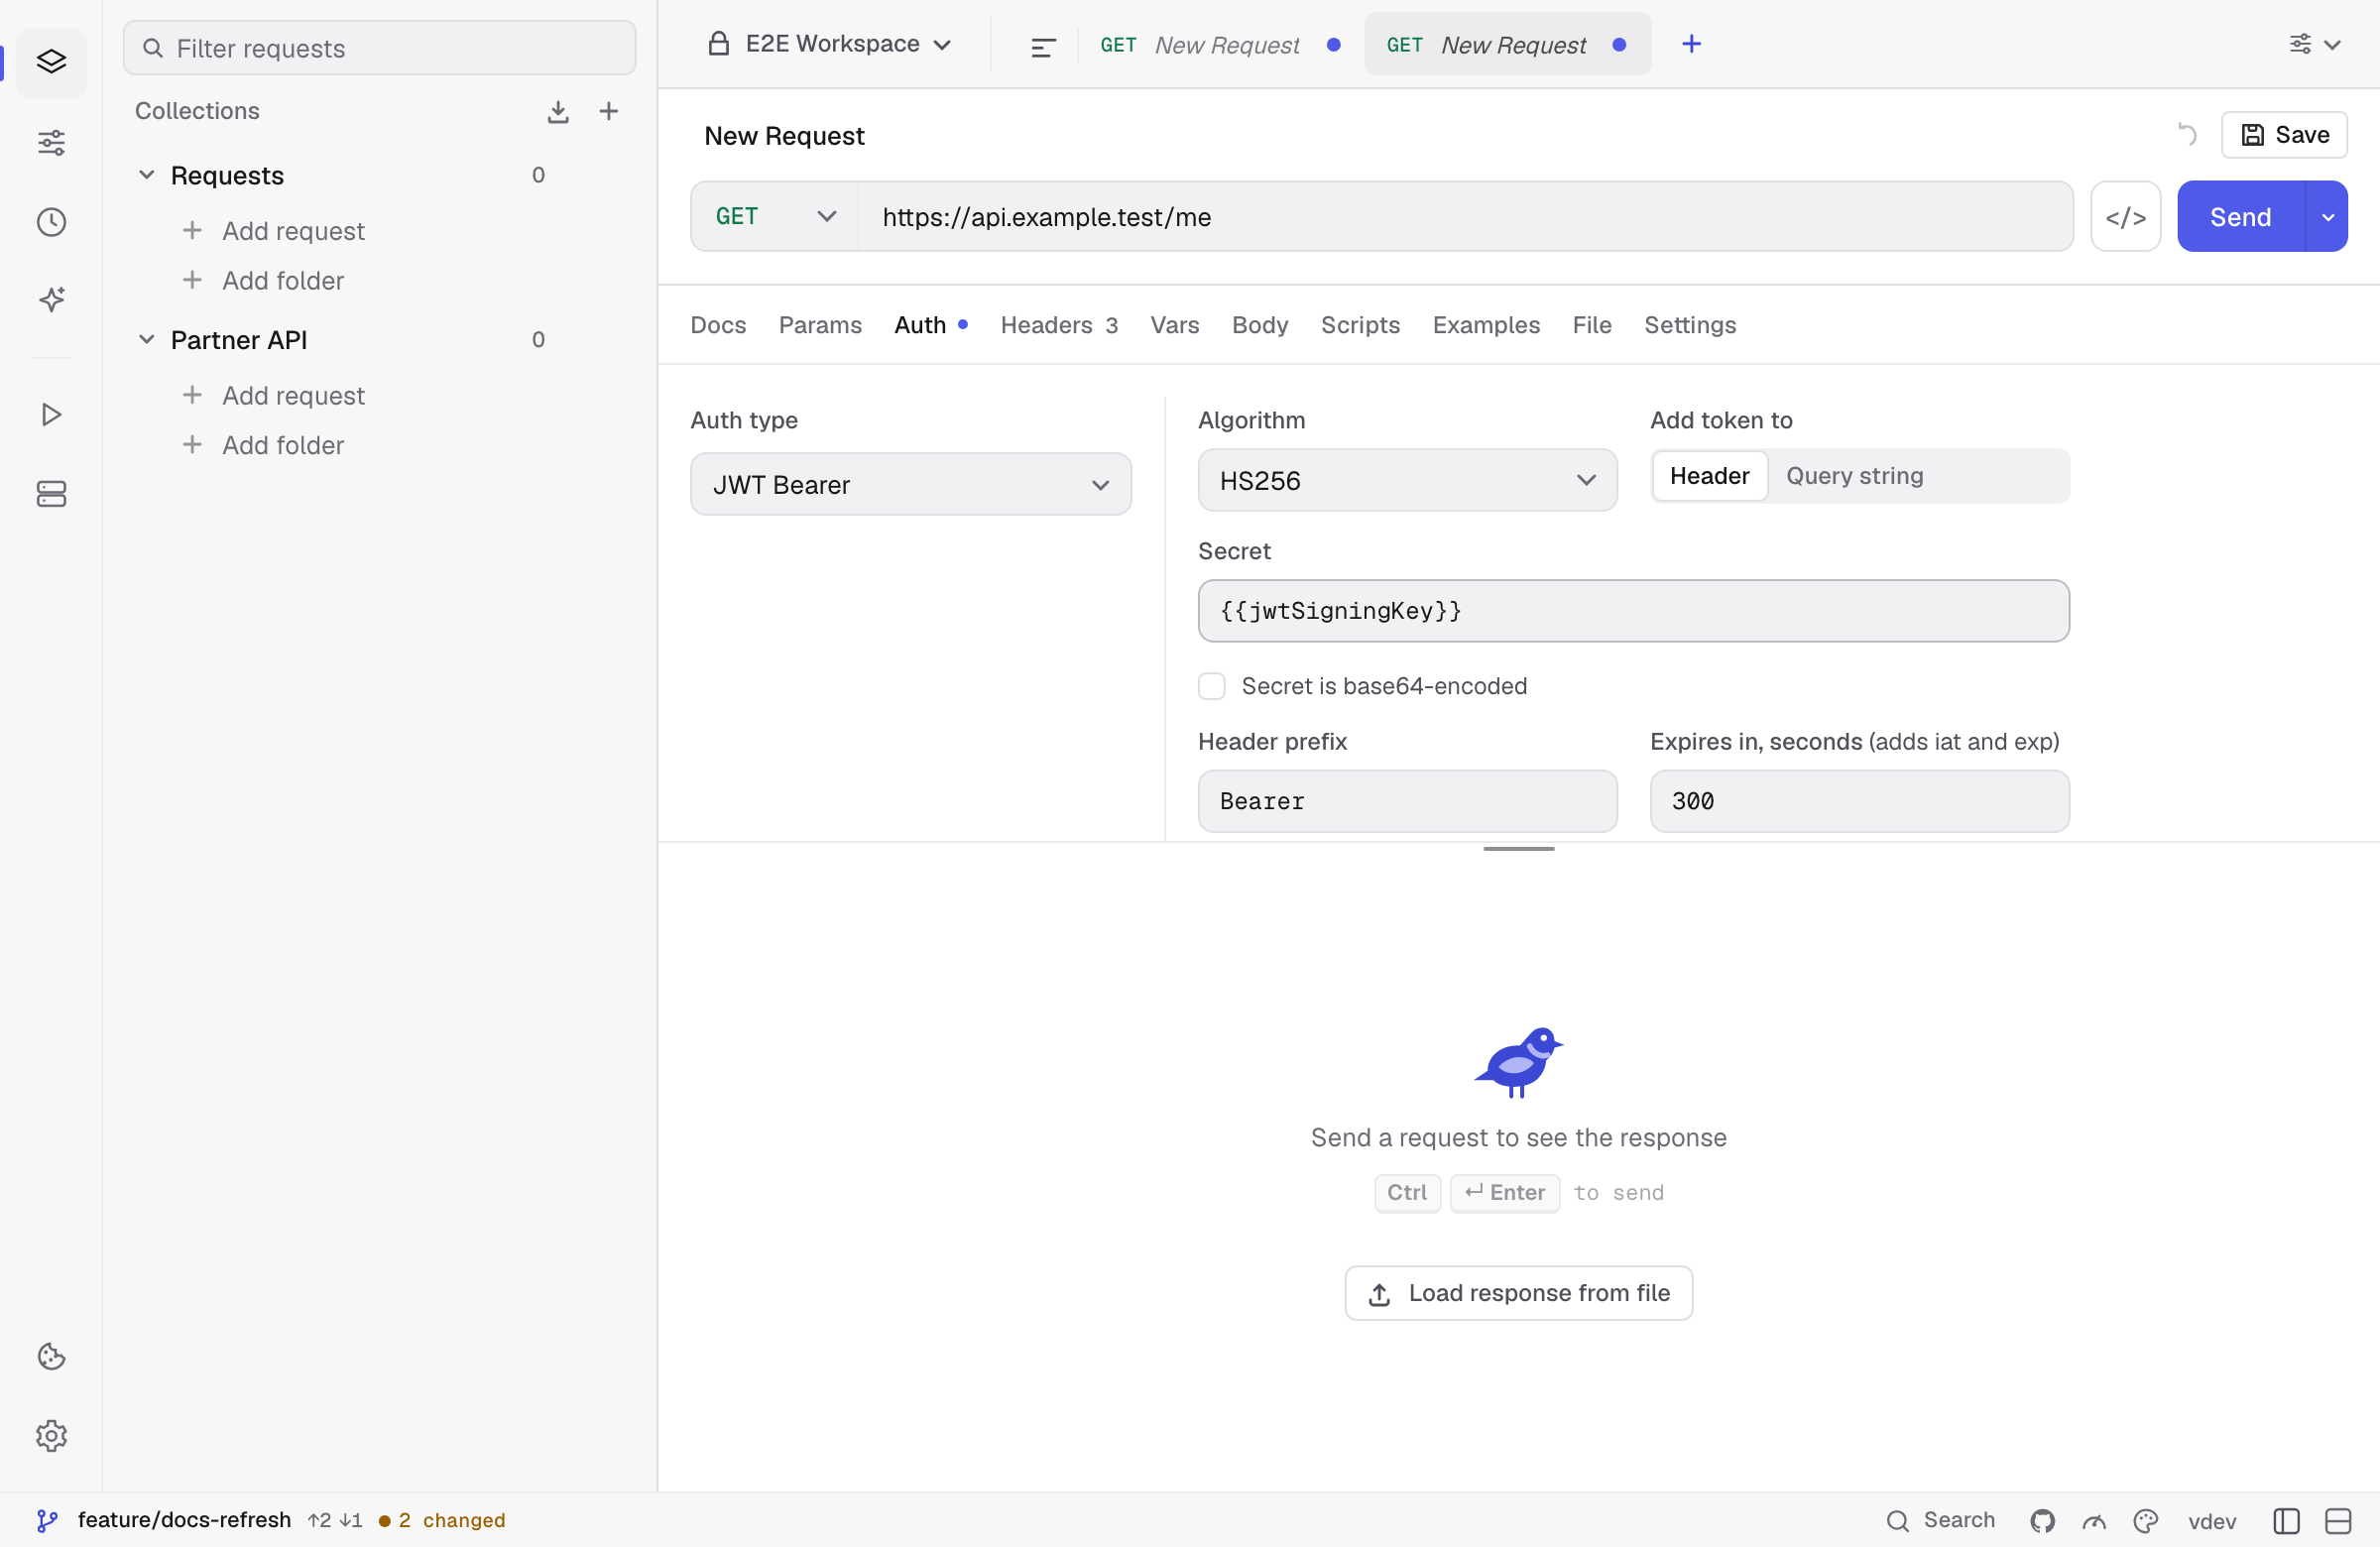 Filter requests
Collections
Requests 0
Add request
Add folder
Partner API 0
Add request
Add folder
E2E Workspace
GET New Request
GET New Request
New Request
Save
GET https://api.example.test/me
</>
Send
Docs Params Auth Headers 3 Vars Body Scripts Examples File Settings
Auth type
JWT Bearer
Algorithm
HS256
Add token to
Header Query string
Secret
{{jwtSigningKey}}
Secret is base64-encoded
Header prefix
Bearer
Expires in, seconds (adds iat and exp)
300
Send a request to see the response
Ctrl Enter to send
Load response from file
feature/docs-refresh ↑2 ↓1 2 changed
Search
vdev